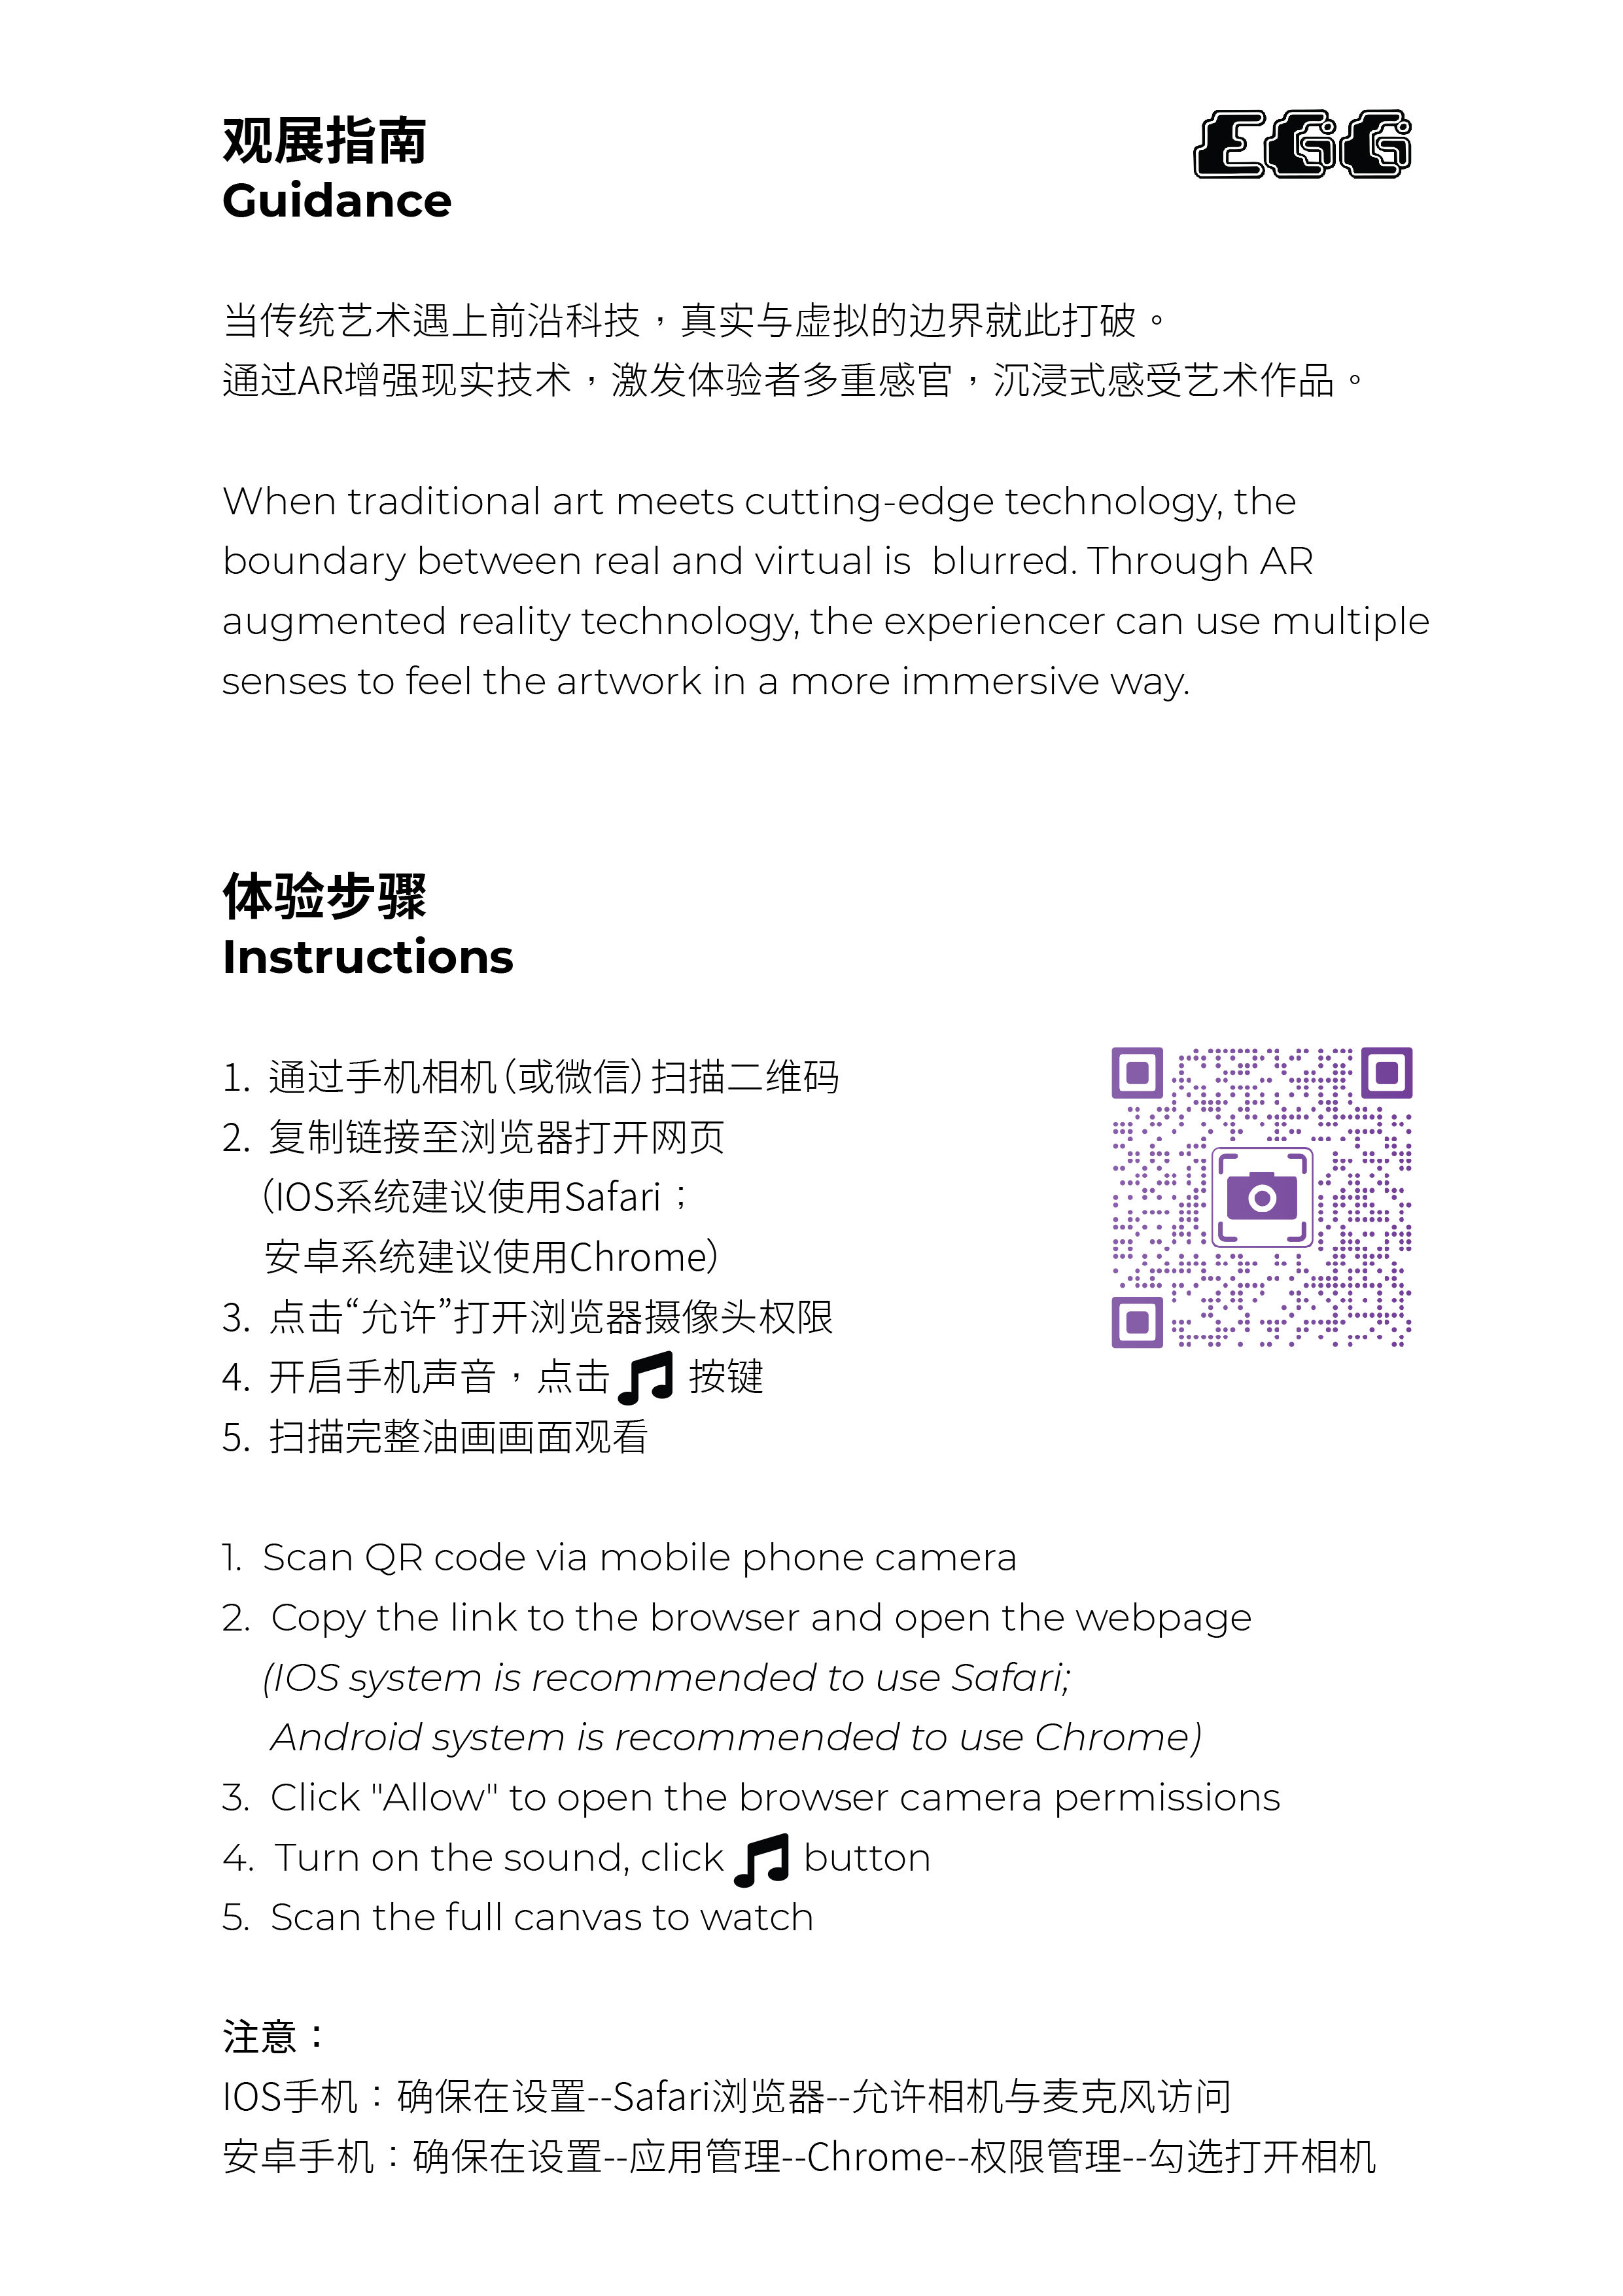 观展指南
EGG
Guidance
当传统艺术遇上前沿科技，真实与虚拟的边界就此打破。
通过AR增强现实技术，激发体验者多重感官，沉浸式感受艺术作品。
When traditional art meets cutting-edge technology, the
boundary between real and virtual is  blurred. Through AR
augmented reality technology, the experiencer can use multiple
senses to feel the artwork in a more immersive way.
体验步骤
Instructions
1. 通过手机相机（或微信）扫描二维码
2. 复制链接至浏览器打开网页
（IOS系统建议使用Safari；
安卓系统建议使用Chrome）
3. 点击“允许”打开浏览器摄像头权限
4. 开启手机声音，点击 按键
5. 扫描完整油画画面观看
1. Scan QR code via mobile phone camera
2. Copy the link to the browser and open the webpage
(IOS system is recommended to use Safari;
Android system is recommended to use Chrome)
3. Click "Allow" to open the browser camera permissions
4. Turn on the sound, click button
5. Scan the full canvas to watch
注意：
IOS手机：确保在设置--Safari浏览器--允许相机与麦克风访问
安卓手机：确保在设置--应用管理--Chrome--权限管理--勾选打开相机